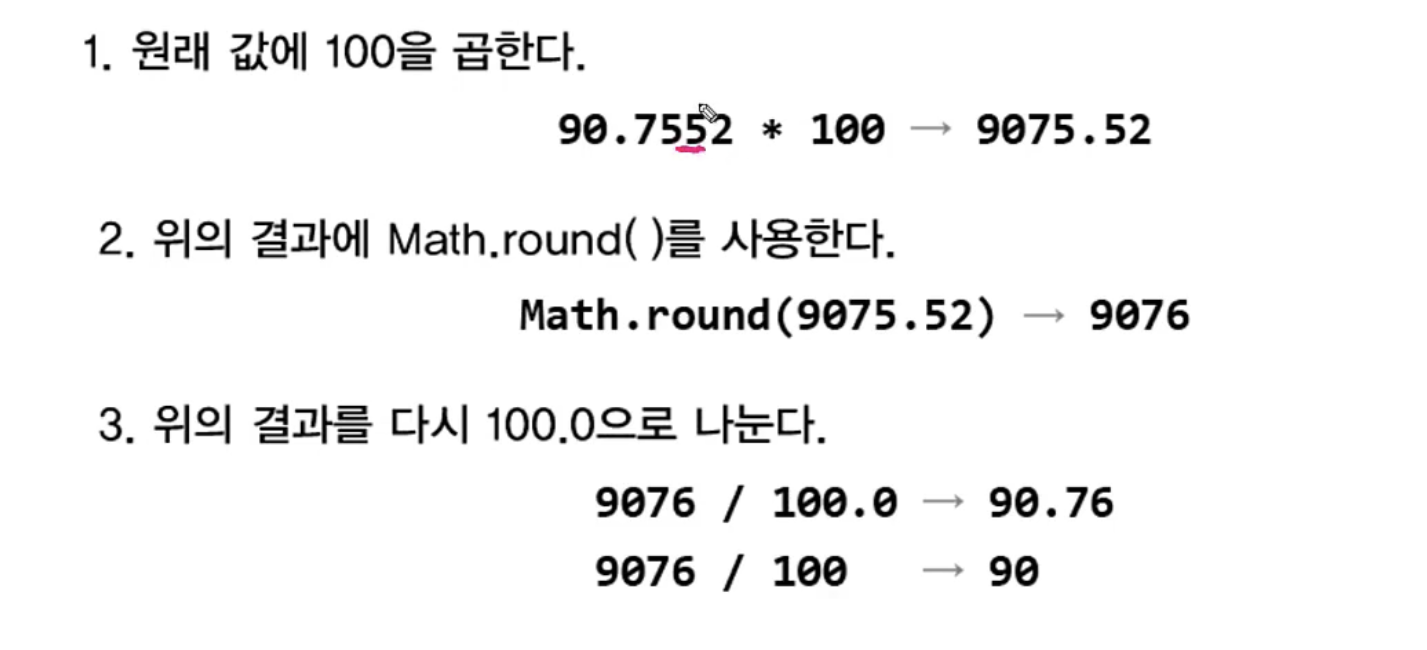 1. 원래 값에 100을 곱한다.
90.7552 * 100 → 9075.52
2. 위의 결과에 Math.round( )를 사용한다.
Math.round(9075.52) → 9076
3. 위의 결과를 다시 100.0으로 나눈다.
9076 / 100.0 → 90.76
9076 / 100 → 90